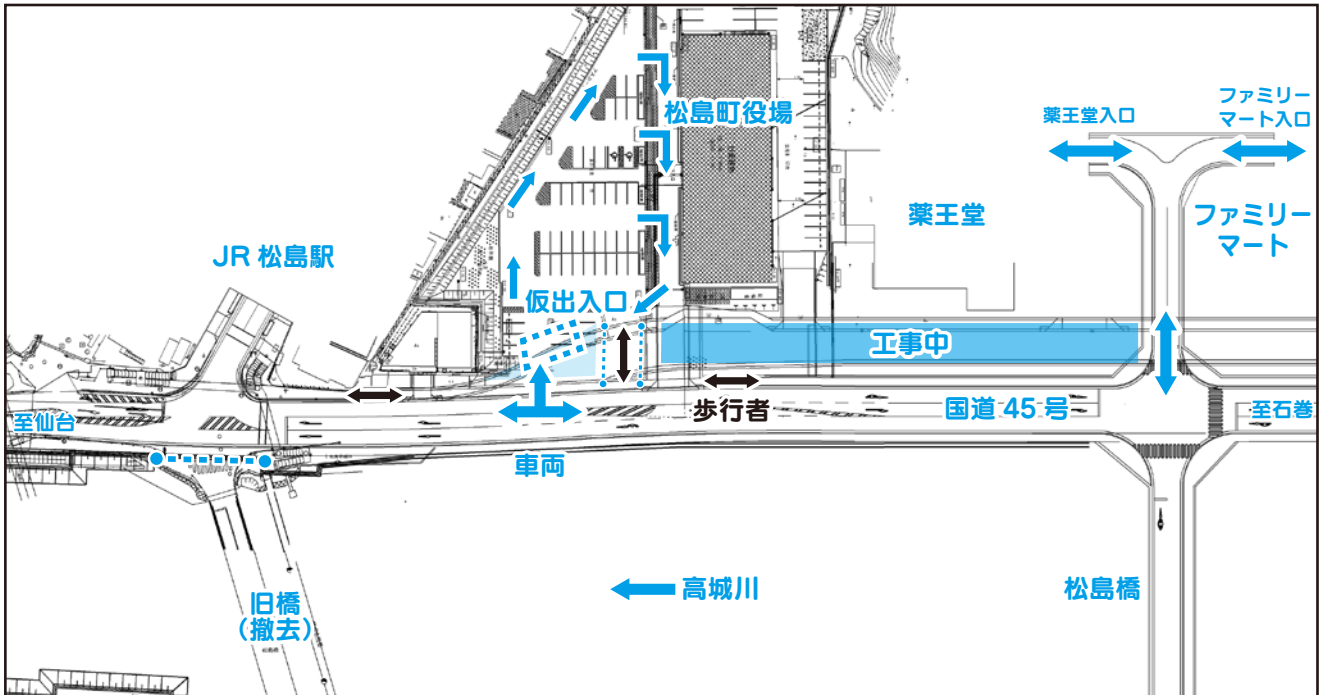 松島町役場
薬王堂入口
ファミリー
マート入口
薬王堂
ファミリー
マート
JR 松島駅
仮出入口
工事中
歩行者
国道 45 号
至仙台
至石巻
車両
旧橋
（撤去）
高城川
松島橋